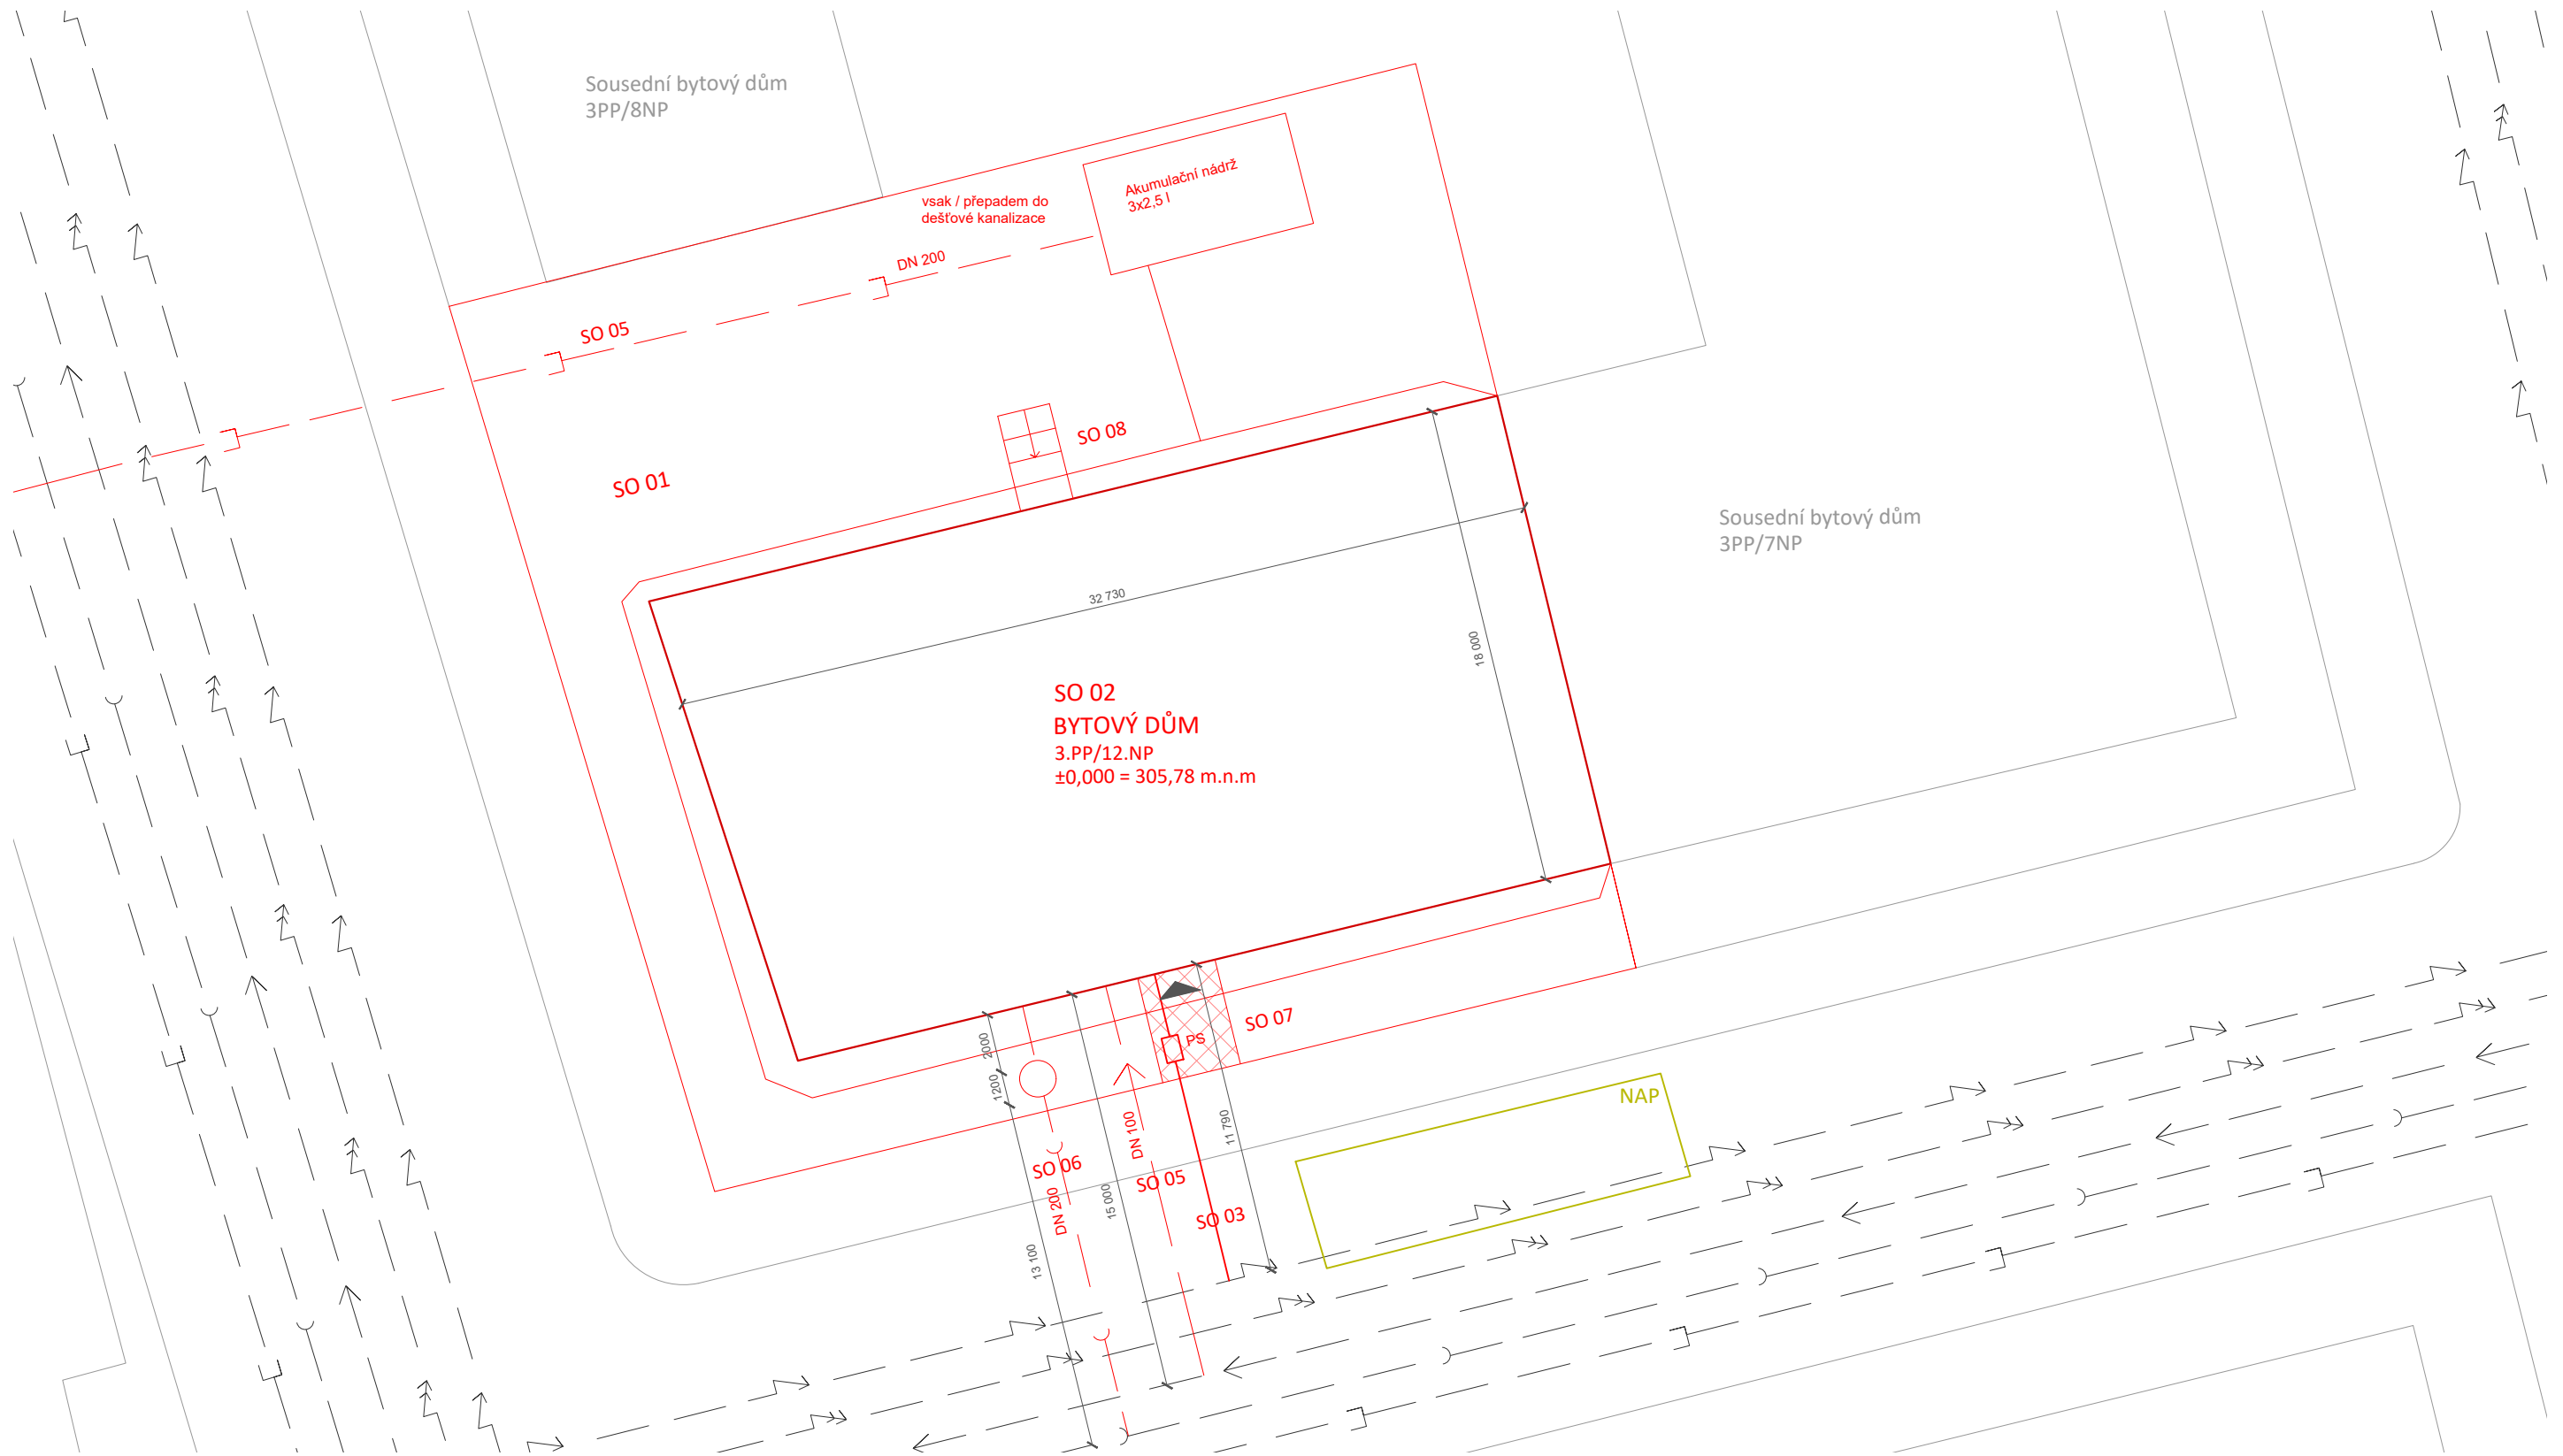 Sousední bytový dům
3PP/8NP
Akumulační nádrž
3x2,5 l
vsak / přepadem do
dešťové kanalizace
DN 200
SO 05
SO 08
SO 01
Sousední bytový dům
3PP/7NP
32 730
18 000
SO 02
BYTOVÝ DŮM
3.PP/12.NP
±0,000 = 305,78 m.n.m
SO 07
PS
2000
1200
NAP
DN 100
11 790
SO 06
SO 05
DN 200
15 000
SO 03
13 100